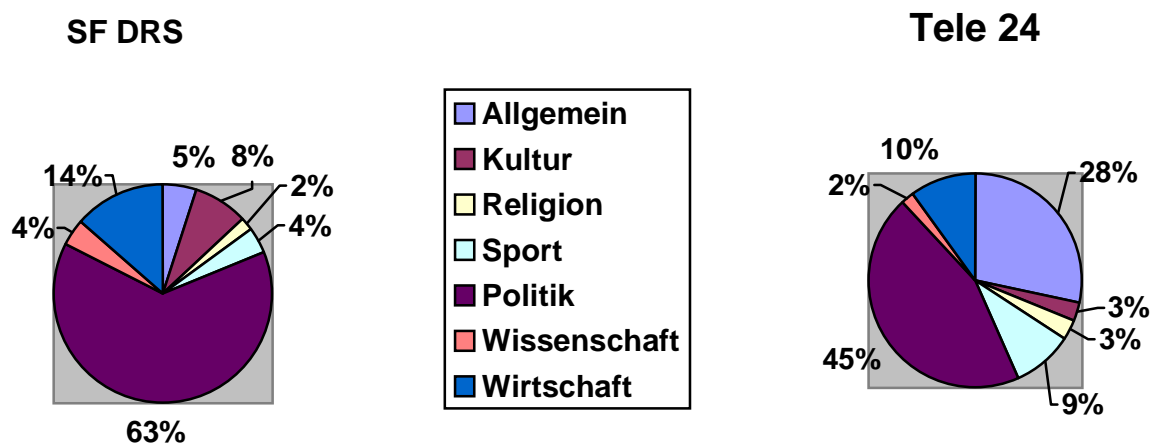 SF DRS
Tele 24
Allgemein
Kultur
Religion
Sport
Politik
Wissenschaft
Wirtschaft
5%
8%
2%
4%
63%
4%
14%
28%
3%
3%
9%
45%
2%
10%